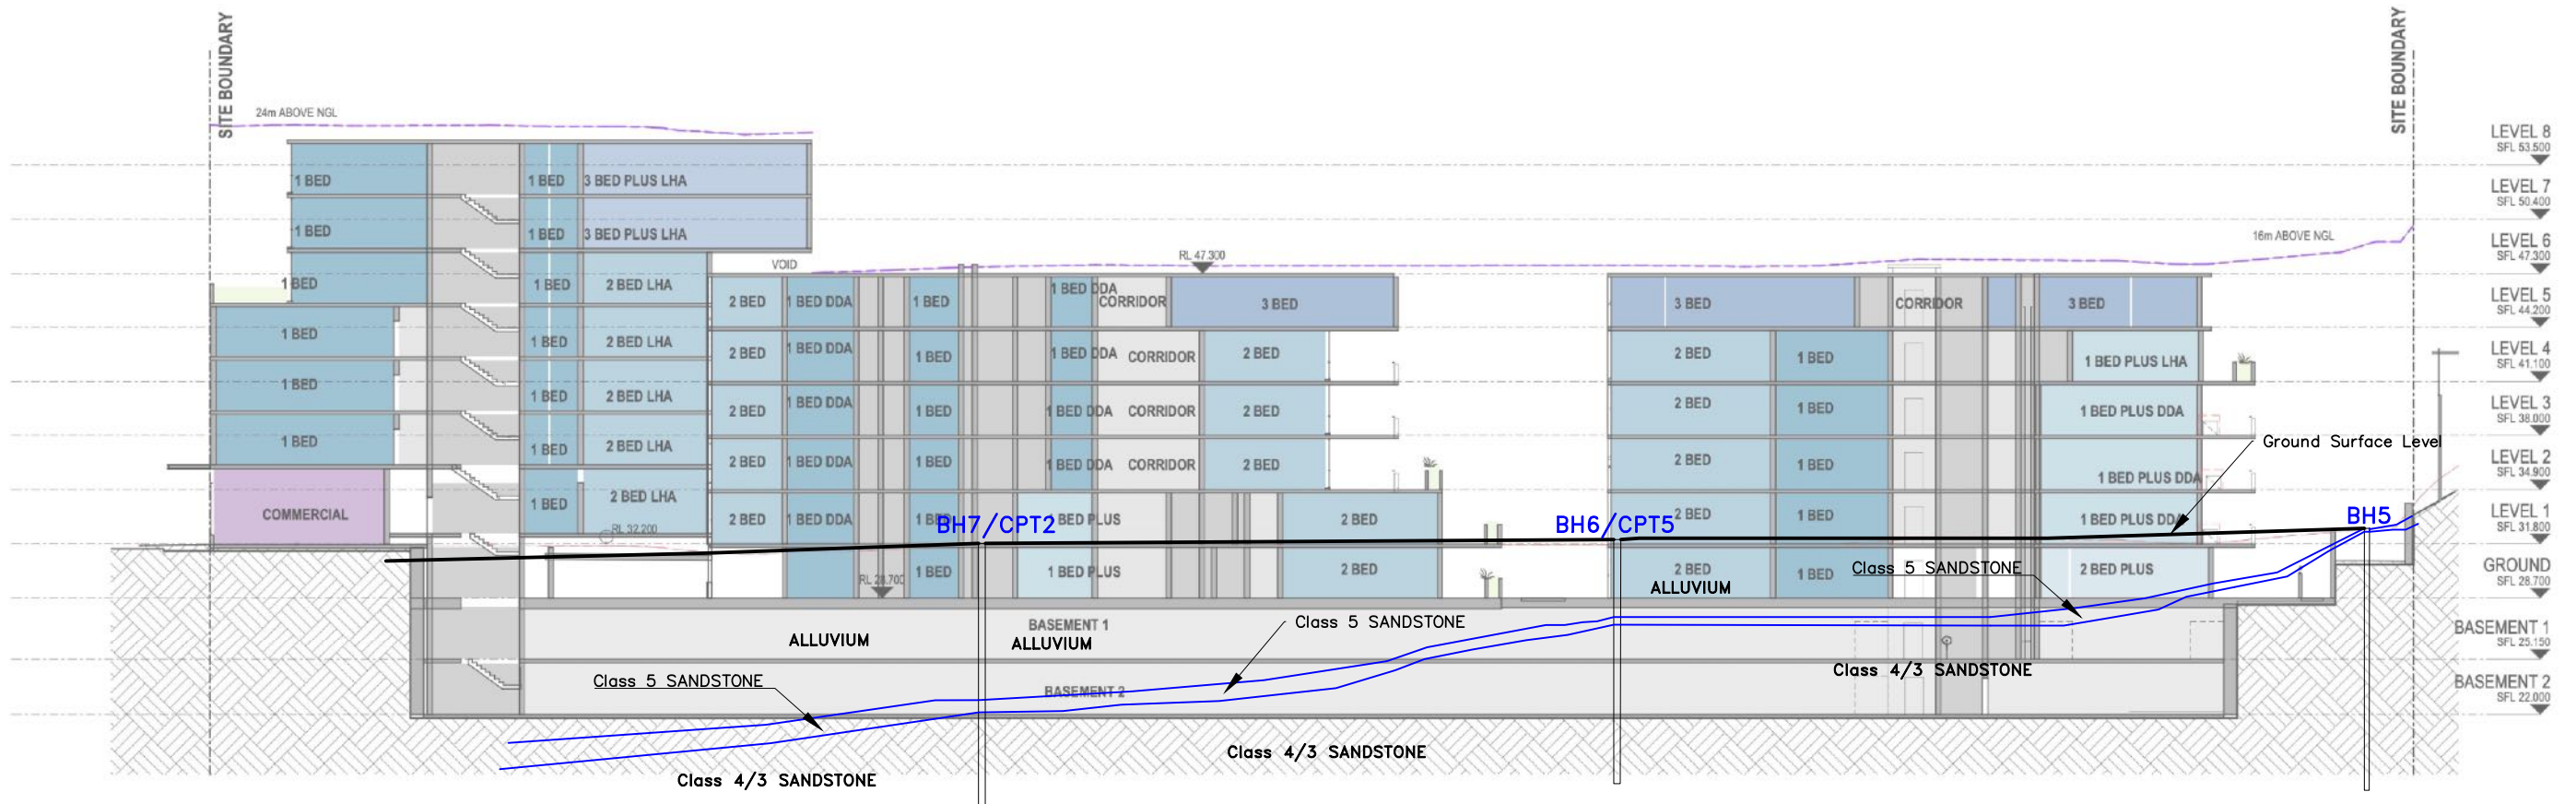 SITE BOUNDARY
SITE BOUNDARY
24m ABOVE NGL
LEVEL 8
SFL 53.500
1 BED
1 BED
3 BED PLUS LHA
LEVEL 7
SFL 50.400
1 BED
1 BED
3 BED PLUS LHA
16m ABOVE NGL
LEVEL 6
SFL 47.300
RL 47.300
VOID
1 BED
1 BED
2 BED LHA
2 BED
1 BED DDA
1 BED
1 BED DDA
CORRIDOR
3 BED
3 BED
CORRIDOR
3 BED
LEVEL 5
SFL 44.200
1 BED
1 BED
2 BED LHA
2 BED
1 BED DDA
1 BED
1 BED DDA
CORRIDOR
2 BED
2 BED
1 BED
1 BED PLUS LHA
LEVEL 4
SFL 41.100
1 BED
1 BED
2 BED LHA
2 BED
1 BED DDA
1 BED
1 BED DDA
CORRIDOR
2 BED
2 BED
1 BED
1 BED PLUS DDA
LEVEL 3
SFL 38.000
1 BED
1 BED
2 BED LHA
2 BED
1 BED DDA
1 BED
1 BED DDA
CORRIDOR
2 BED
2 BED
1 BED
1 BED PLUS DDA
Ground Surface Level
LEVEL 2
SFL 34.900
COMMERCIAL
1 BED
2 BED LHA
2 BED
1 BED DDA
1 BED
1 BED PLUS
2 BED
2 BED
1 BED
1 BED PLUS DDA
LEVEL 1
SFL 31.800
RL 32.200
BH7/CPT2
BH6/CPT5
BH5
RL 28.700
1 BED
1 BED PLUS
2 BED
2 BED
ALLUVIUM
1 BED
Class 5 SANDSTONE
2 BED PLUS
GROUND
SFL 28.700
BASEMENT 1
ALLUVIUM
ALLUVIUM
Class 5 SANDSTONE
BASEMENT 1
SFL 25.150
Class 4/3 SANDSTONE
Class 5 SANDSTONE
BASEMENT 2
BASEMENT 2
SFL 22.000
Class 4/3 SANDSTONE
Class 4/3 SANDSTONE